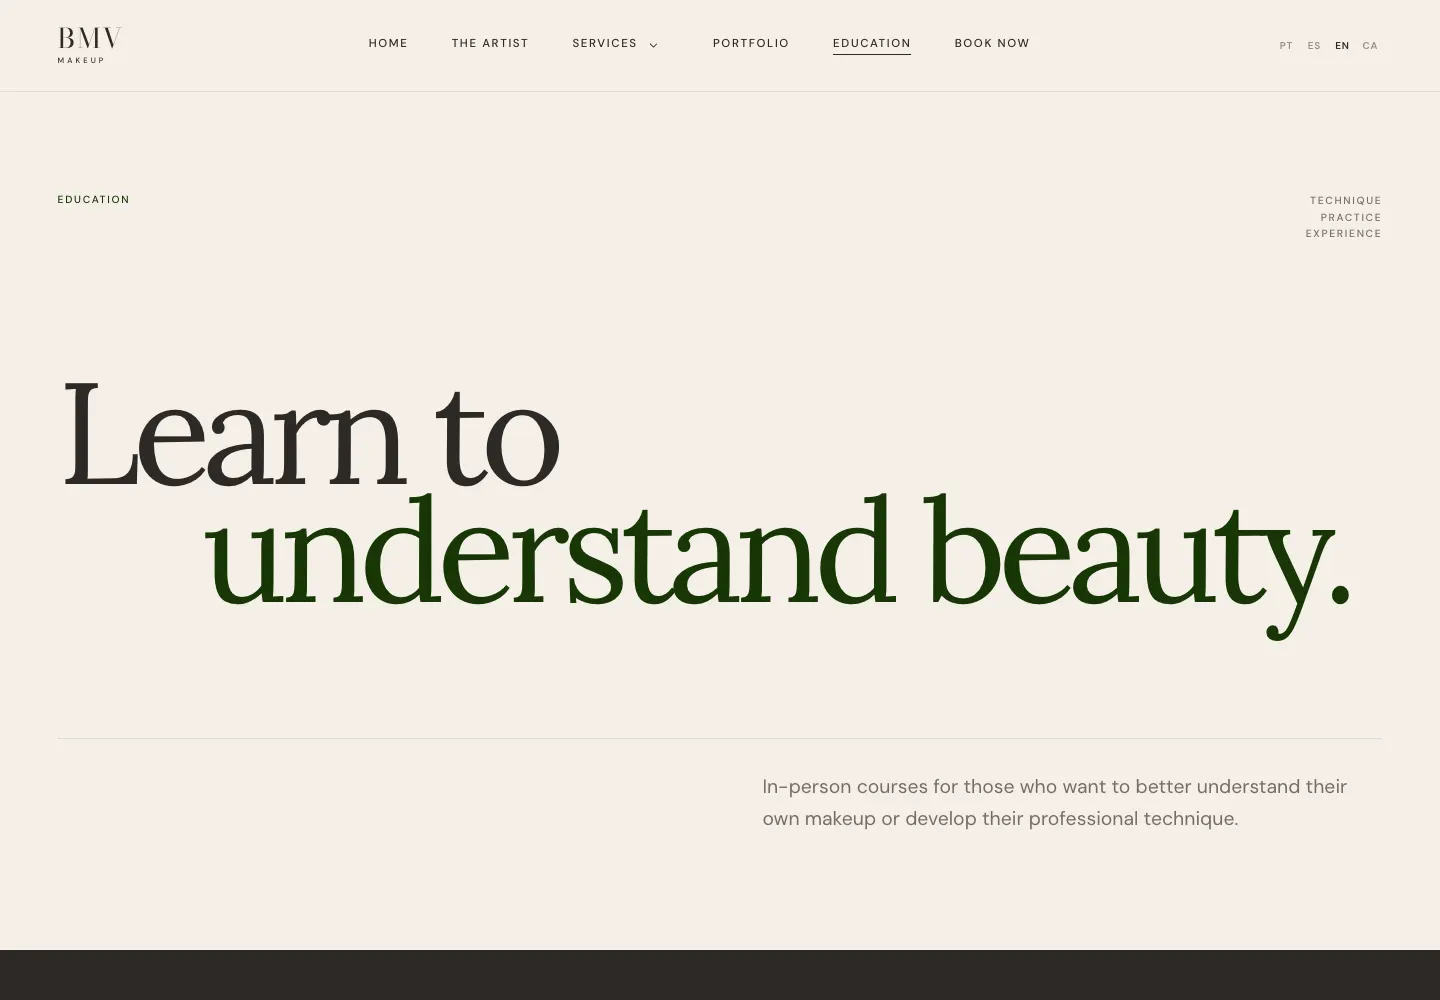 BMV
MAKEUP
HOME
THE ARTIST
SERVICES
PORTFOLIO
EDUCATION
BOOK NOW
PT
ES
EN
CA
EDUCATION
TECHNIQUE
PRACTICE
EXPERIENCE
Learn to
understand beauty.
In-person courses for those who want to better understand their
own makeup or develop their professional technique.